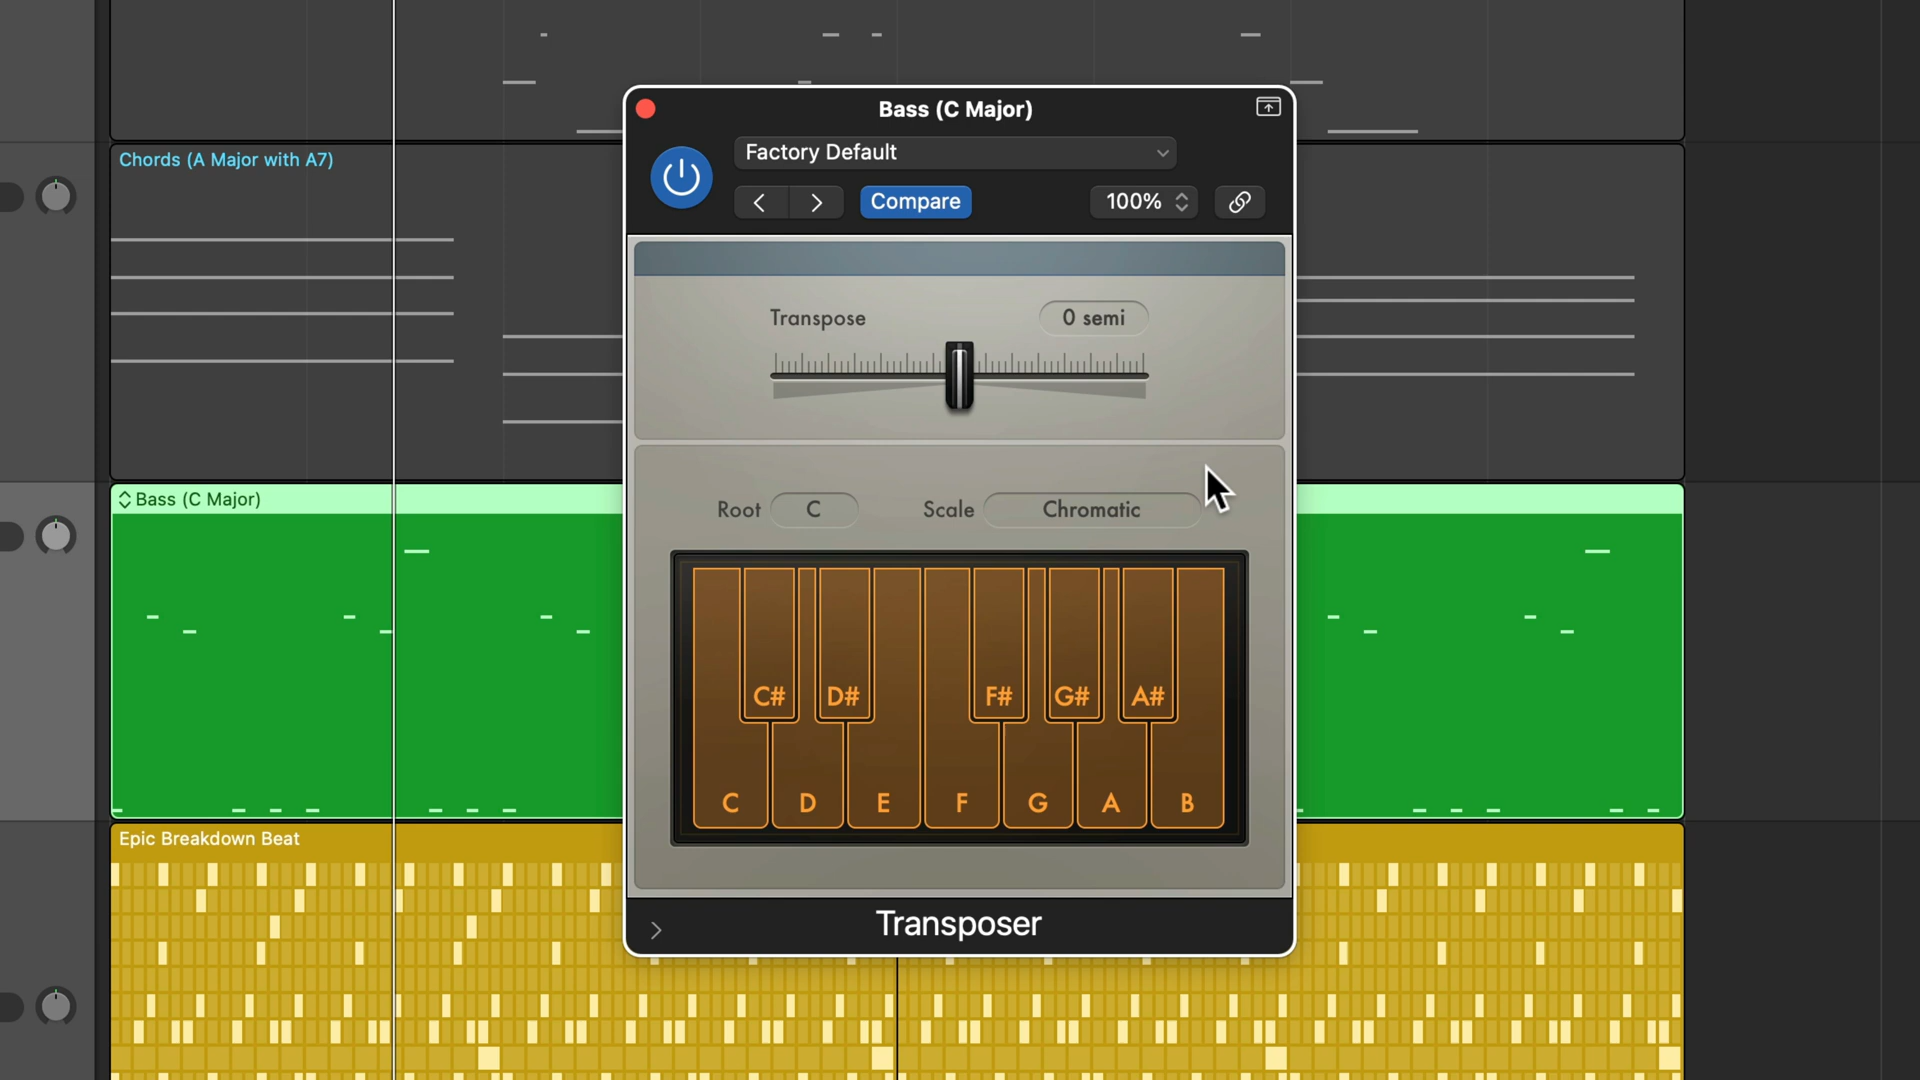 Bass (C Major)
Factory Default
Compare
100%
Chords (A Major with A7)
Transpose
0 semi
Root
C
Scale
Chromatic
Bass (C Major)
C# D# F# G# A#
C D E F G A B
Epic Breakdown Beat
Transposer